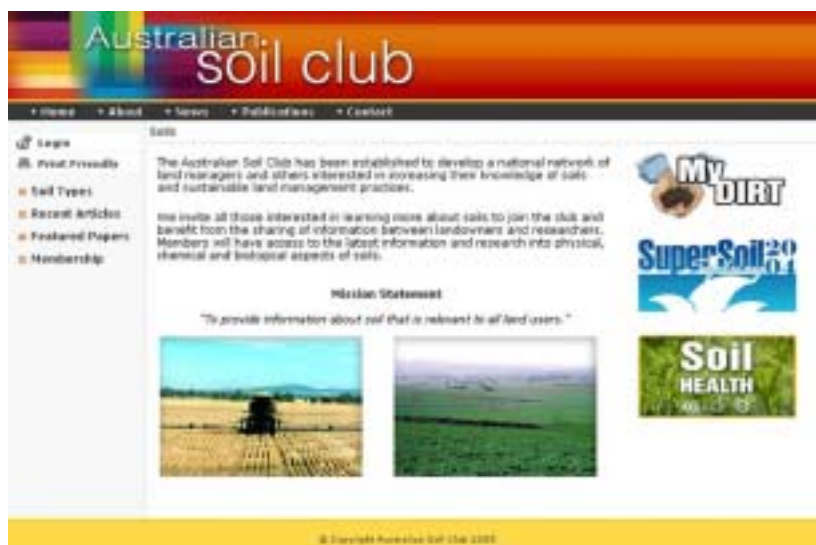 Australian
soil club
Home About News Publications Contact
Soils
Login
Print Friendly
Soil Types
Recent Articles
Featured Papers
Membership
The Australian Soil Club has been established to develop a national network of
land managers and others interested in increasing their knowledge of soils
and sustainable land management practices.
We invite all those interested in learning more about soils to join the club and
benefit from the sharing of information between landowners and researchers.
Members will have access to the latest information and research into physical,
chemical and biological aspects of soils.
Mission Statement
"To provide information about soil that is relevant to all land users."
My
DIRT
SuperSoil
Soil
HEALTH
© Copyright Australian Soil Club